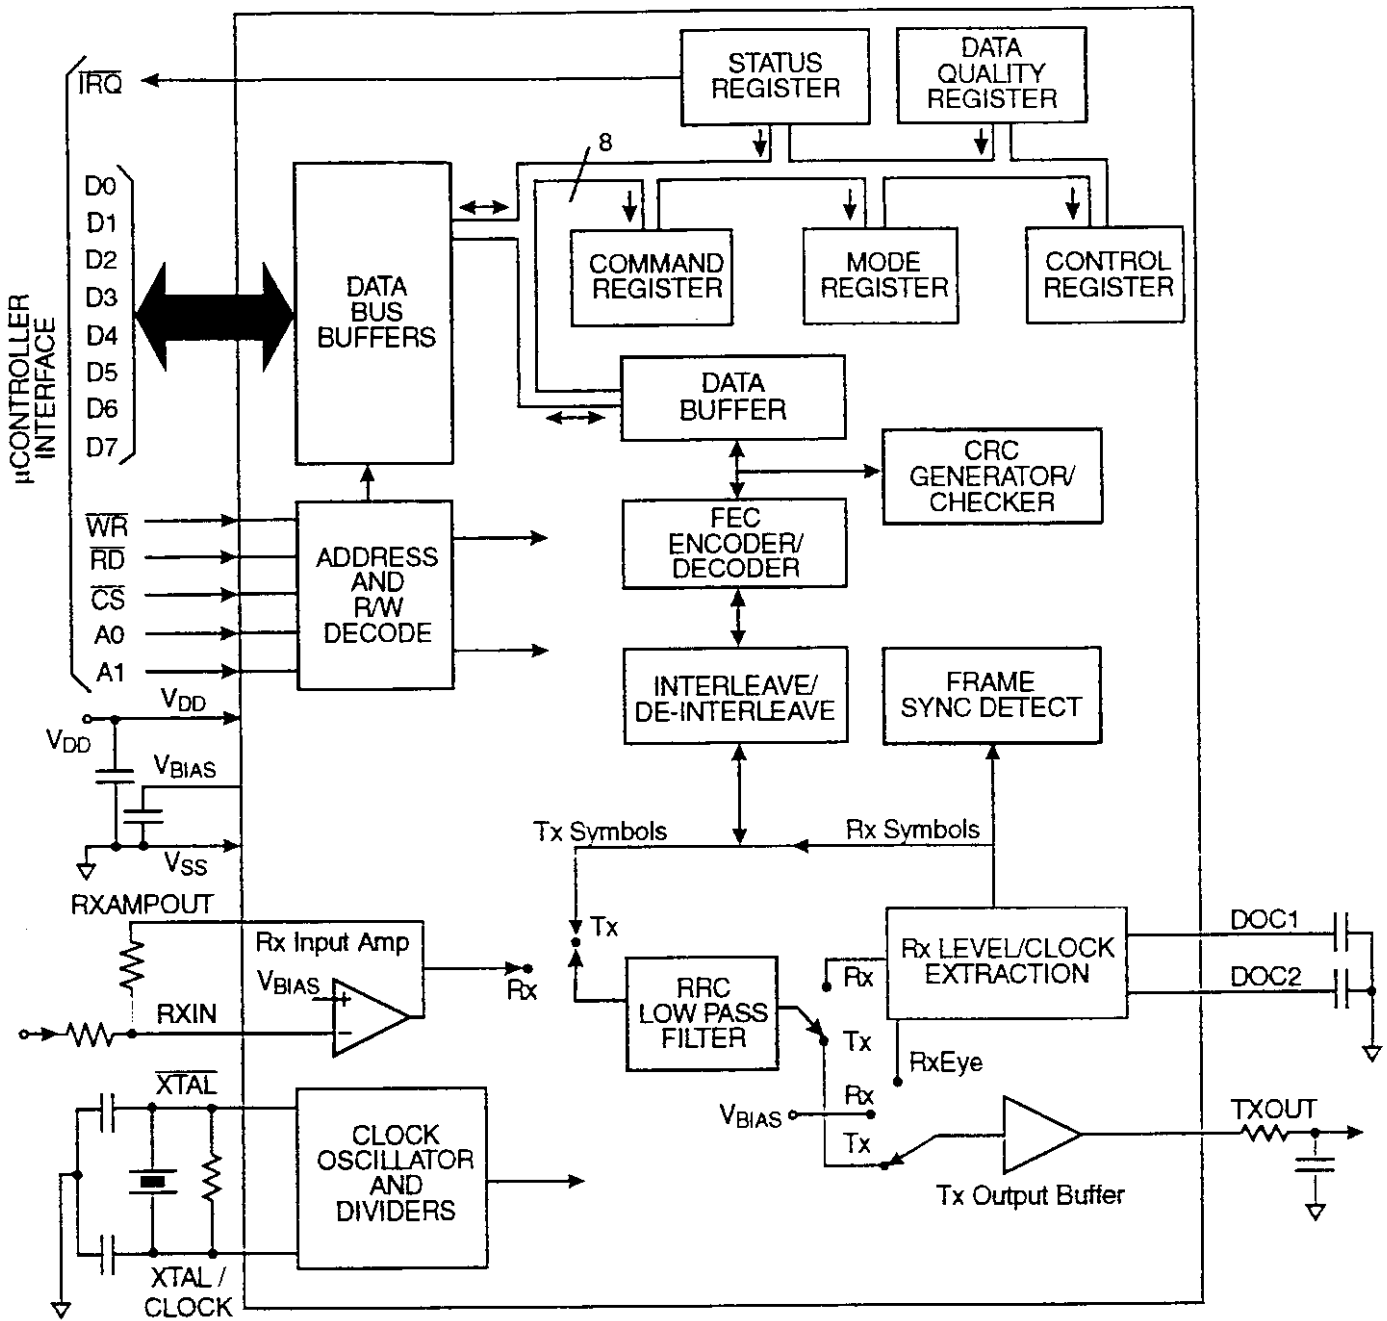 STATUS
REGISTER
DATA
QUALITY
REGISTER
IRQ
8
D0
D1
D2
D3
D4
D5
D6
D7
µCONTROLLER
INTERFACE
DATA
BUS
BUFFERS
COMMAND
REGISTER
MODE
REGISTER
CONTROL
REGISTER
DATA
BUFFER
CRC
GENERATOR/
CHECKER
WR
RD
CS
A0
A1
ADDRESS
AND
R/W
DECODE
FEC
ENCODER/
DECODER
INTERLEAVE/
DE-INTERLEAVE
FRAME
SYNC DETECT
VDD
VDD
VBIAS
VSS
Tx Symbols
Rx Symbols
RXAMPOUT
Rx Input Amp
VBIAS
+
−
RXIN
Rx
Tx
RRC
LOW PASS
FILTER
Rx
Tx
Rx LEVEL/CLOCK
EXTRACTION
DOC1
DOC2
RxEye
Rx
VBIAS
Tx
TXOUT
Tx Output Buffer
XTAL
CLOCK
OSCILLATOR
AND
DIVIDERS
XTAL /
CLOCK